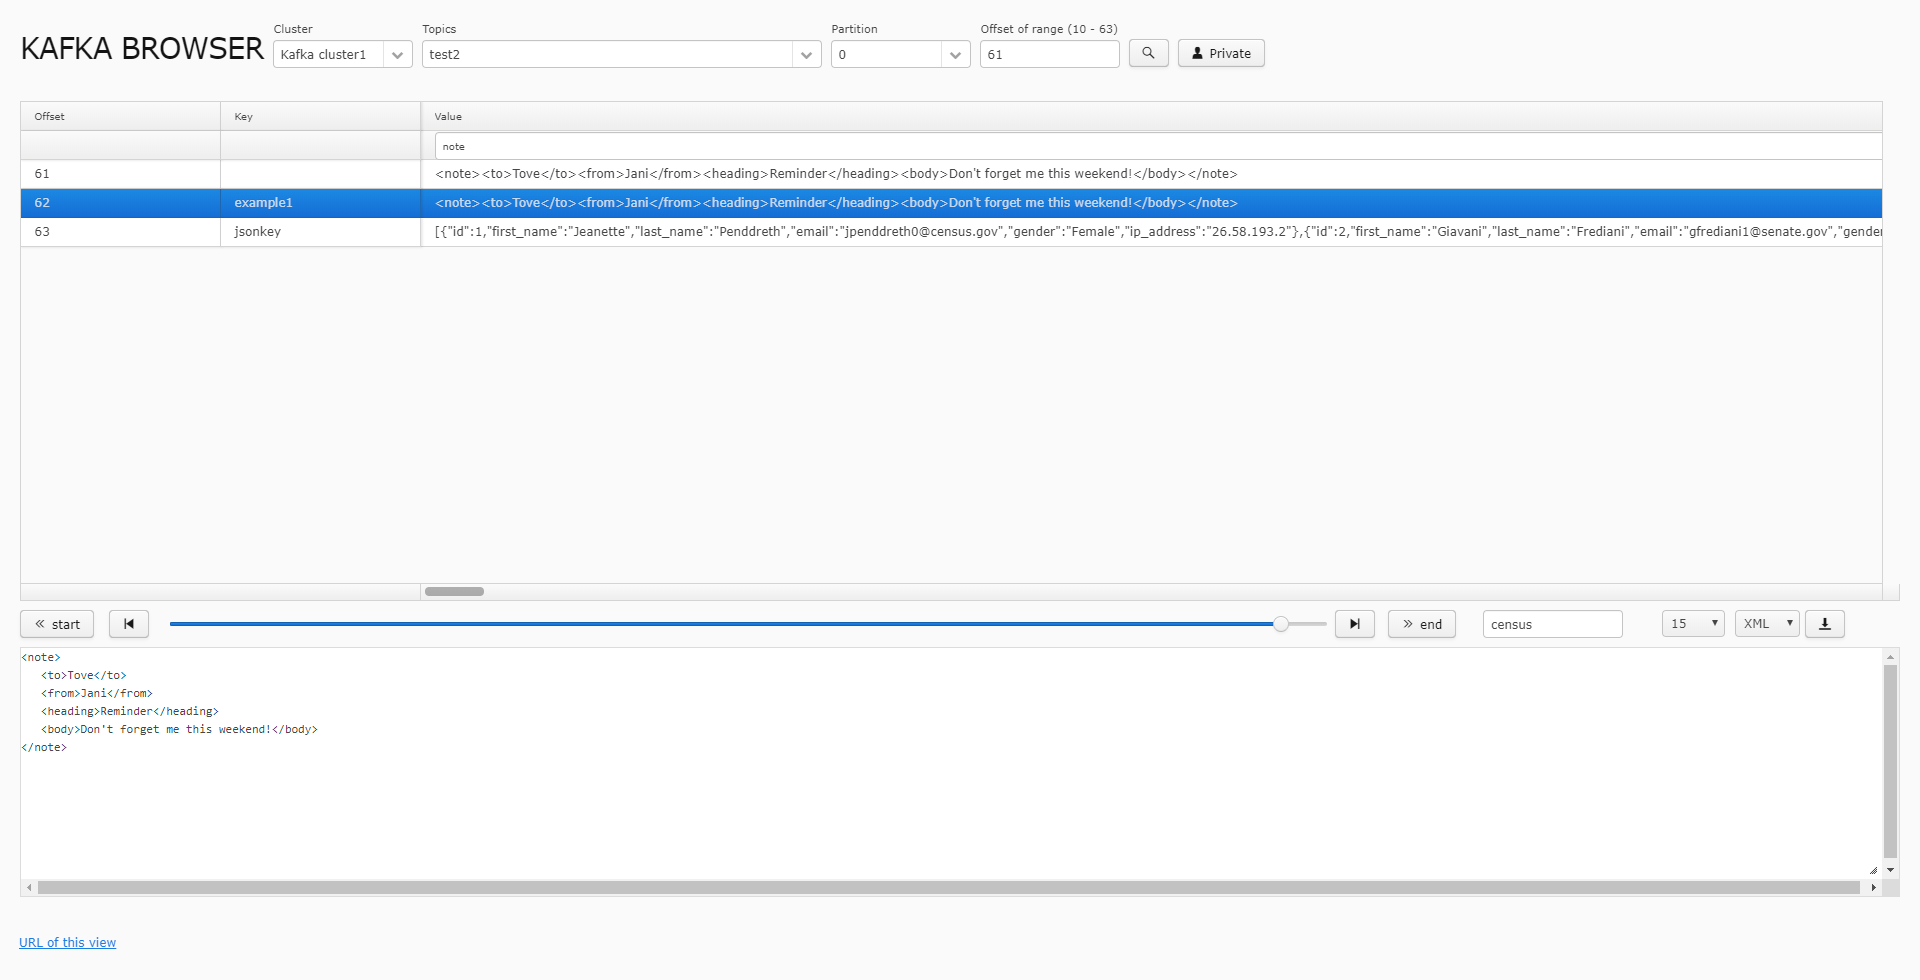 KAFKA BROWSER
Cluster
Kafka cluster1
Topics
test2
Partition
0
Offset of range (10 - 63)
61
Private
Offset Key Value
note
61 <note><to>Tove</to><from>Jani</from><heading>Reminder</heading><body>Don't forget me this weekend!</body></note>
62 example1 <note><to>Tove</to><from>Jani</from><heading>Reminder</heading><body>Don't forget me this weekend!</body></note>
63 jsonkey [{"id":1,"first_name":"Jeanette","last_name":"Penddreth","email":"jpenddreth0@census.gov","gender":"Female","ip_address":"26.58.193.2"},{"id":2,"first_name":"Giavani","last_name":"Frediani","email":"gfrediani1@senate.gov","gender
start
end
census
15
XML
<note>
<to>Tove</to>
<from>Jani</from>
<heading>Reminder</heading>
<body>Don't forget me this weekend!</body>
</note>
URL of this view